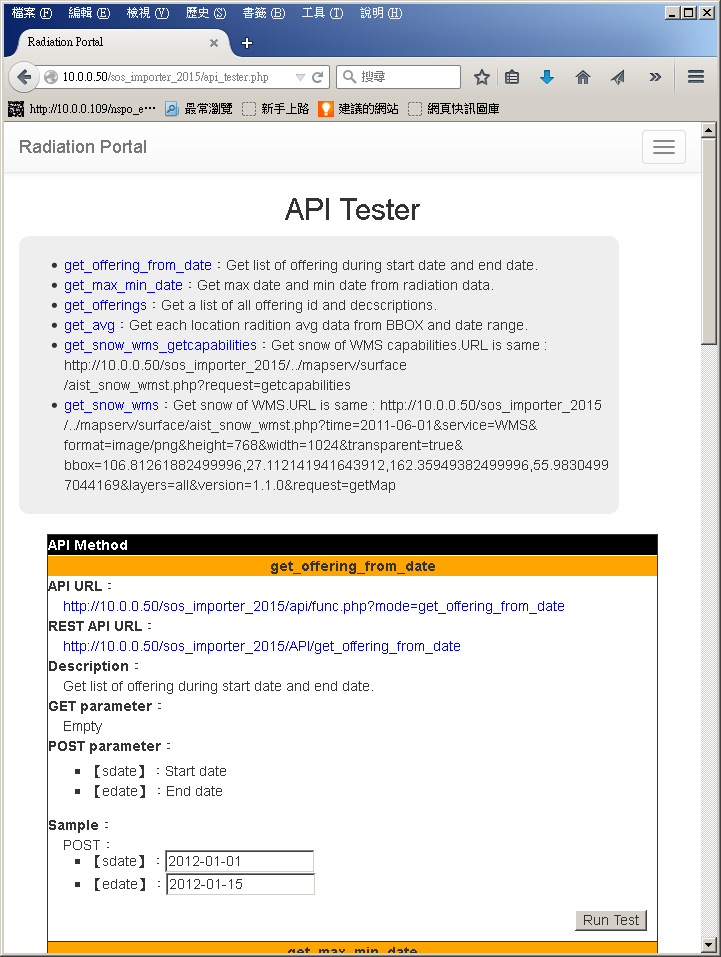 檔案 (F) 編輯 (E) 檢視 (V) 歷史 (S) 書籤 (B) 工具 (T) 說明 (H)
Radiation Portal
10.0.0.50/sos_importer_2015/api_tester.php 搜尋
http://10.0.0.109/nspo_e… 最常瀏覽 新手上路 建議的網站 網頁快訊圖庫
Radiation Portal
API Tester
get_offering_from_date：Get list of offering during start date and end date.
get_max_min_date：Get max date and min date from radiation data.
get_offerings：Get a list of all offering id and decscriptions.
get_avg：Get each location radition avg data from BBOX and date range.
get_snow_wms_getcapabilities：Get snow of WMS capabilities.URL is same :
http://10.0.0.50/sos_importer_2015/../mapserv/surface
/aist_snow_wmst.php?request=getcapabilities
get_snow_wms：Get snow of WMS.URL is same : http://10.0.0.50/sos_importer_2015
/../mapserv/surface/aist_snow_wmst.php?time=2011-06-01&service=WMS&
format=image/png&height=768&width=1024&transparent=true&
bbox=106.81261882499996,27.112141941643912,162.35949382499996,55.9830499
7044169&layers=all&version=1.1.0&request=getMap
API Method
get_offering_from_date
API URL：
http://10.0.0.50/sos_importer_2015/api/func.php?mode=get_offering_from_date
REST API URL：
http://10.0.0.50/sos_importer_2015/API/get_offering_from_date
Description：
Get list of offering during start date and end date.
GET parameter：
Empty
POST parameter：
【sdate】：Start date
【edate】：End date
Sample：
POST：
【sdate】：2012-01-01
【edate】：2012-01-15
Run Test
get_max_min_date